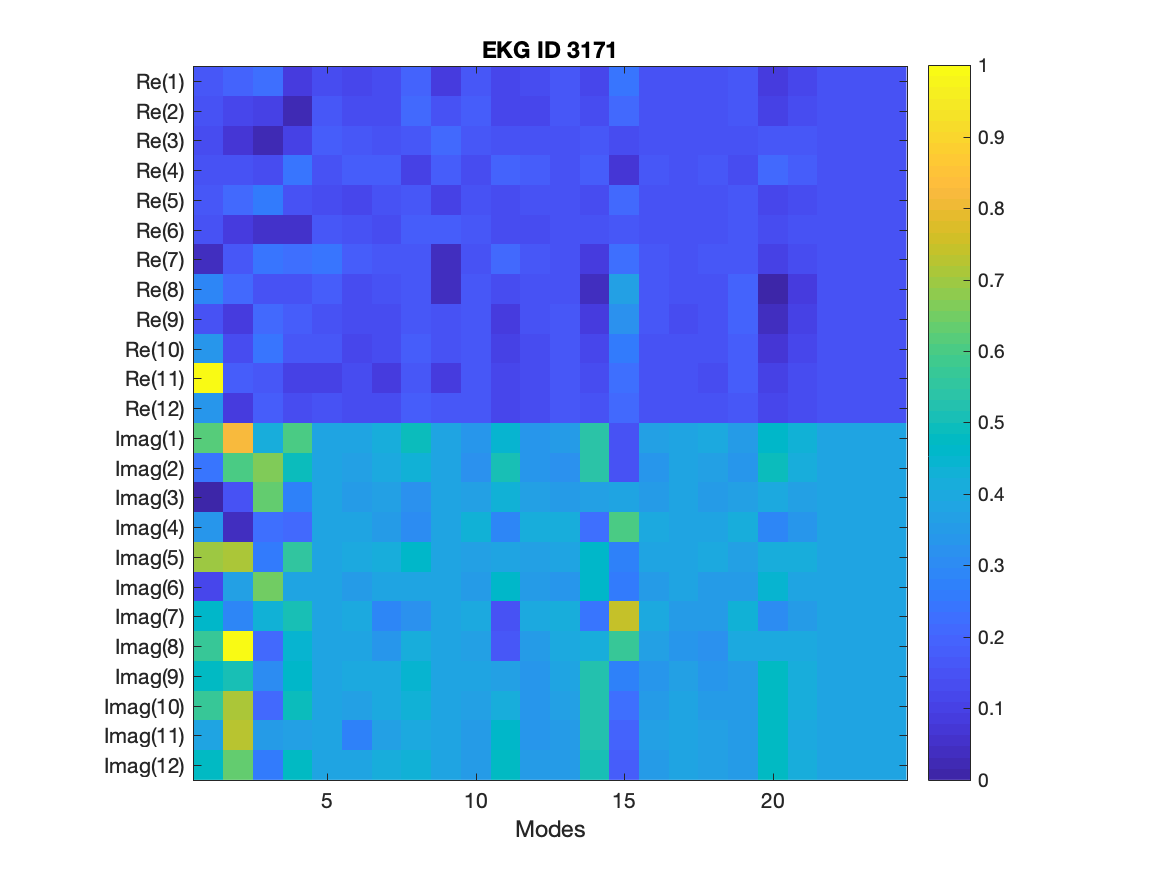 EKG ID 3171
Re(1)
Re(2)
Re(3)
Re(4)
Re(5)
Re(6)
Re(7)
Re(8)
Re(9)
Re(10)
Re(11)
Re(12)
Imag(1)
Imag(2)
Imag(3)
Imag(4)
Imag(5)
Imag(6)
Imag(7)
Imag(8)
Imag(9)
Imag(10)
Imag(11)
Imag(12)
5 10 15 20
Modes
1
0.9
0.8
0.7
0.6
0.5
0.4
0.3
0.2
0.1
0